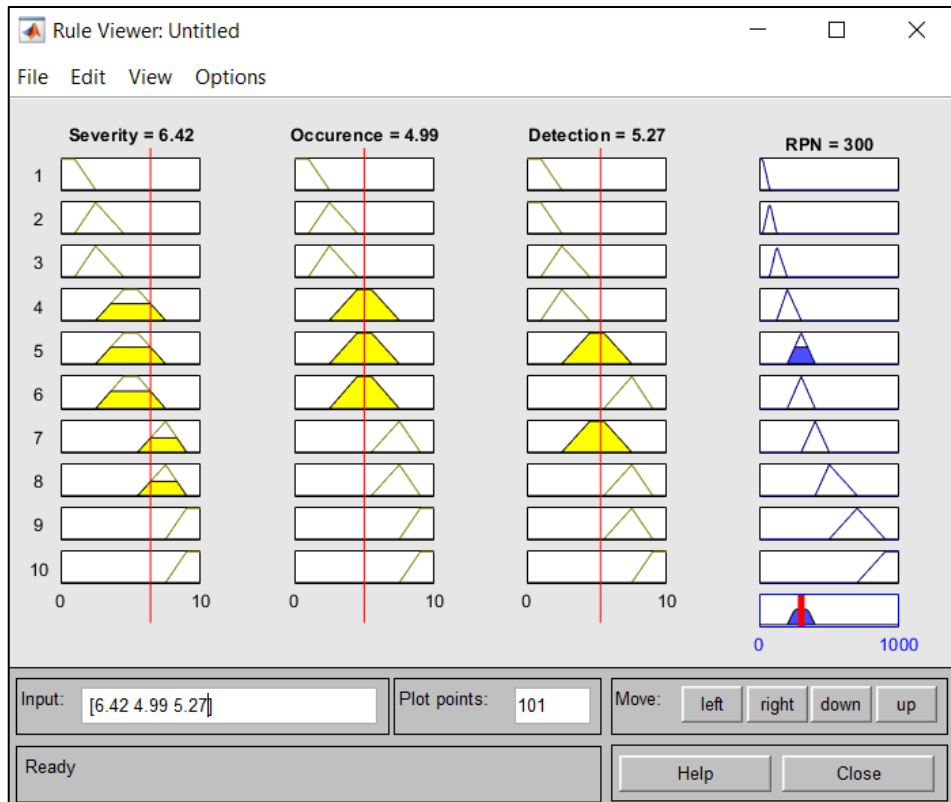 Rule Viewer: Untitled
File Edit View Options
Severity = 6.42 Occurence = 4.99 Detection = 5.27 RPN = 300
1
2
3
4
5
6
7
8
9
10
0 10 0 10 0 10
0 1000
Input: [6.42 4.99 5.27] Plot points: 101 Move: left right down up
Ready Help Close